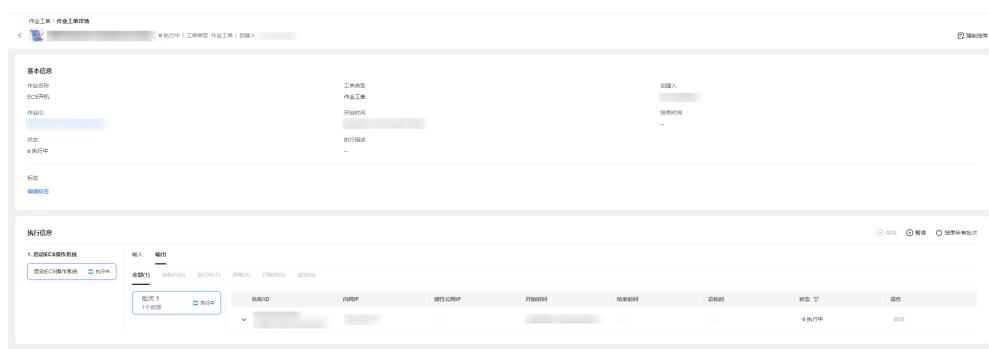 作业工单 / 作业工单详情
执行中 | 工单类型 作业工单 | 创建人
强制结束
基本信息
作业名称 工单类型 创建人
ECS开机 作业工单
作业ID 开始时间 结束时间
--
状态 执行描述
执行中 --
标签
编辑标签
执行信息 继续 暂停 结束所有批次
1. 启动ECS操作系统 输入 输出
启动ECS操作系统 执行中
全部(1) 待执行(0) 执行中(1) 异常(0) 已取消(0) 成功(0)
批次 1 执行中
1个资源
名称/ID 内网IP 弹性公网IP 开始时间 结束时间 总耗时 状态 操作
执行中 取消